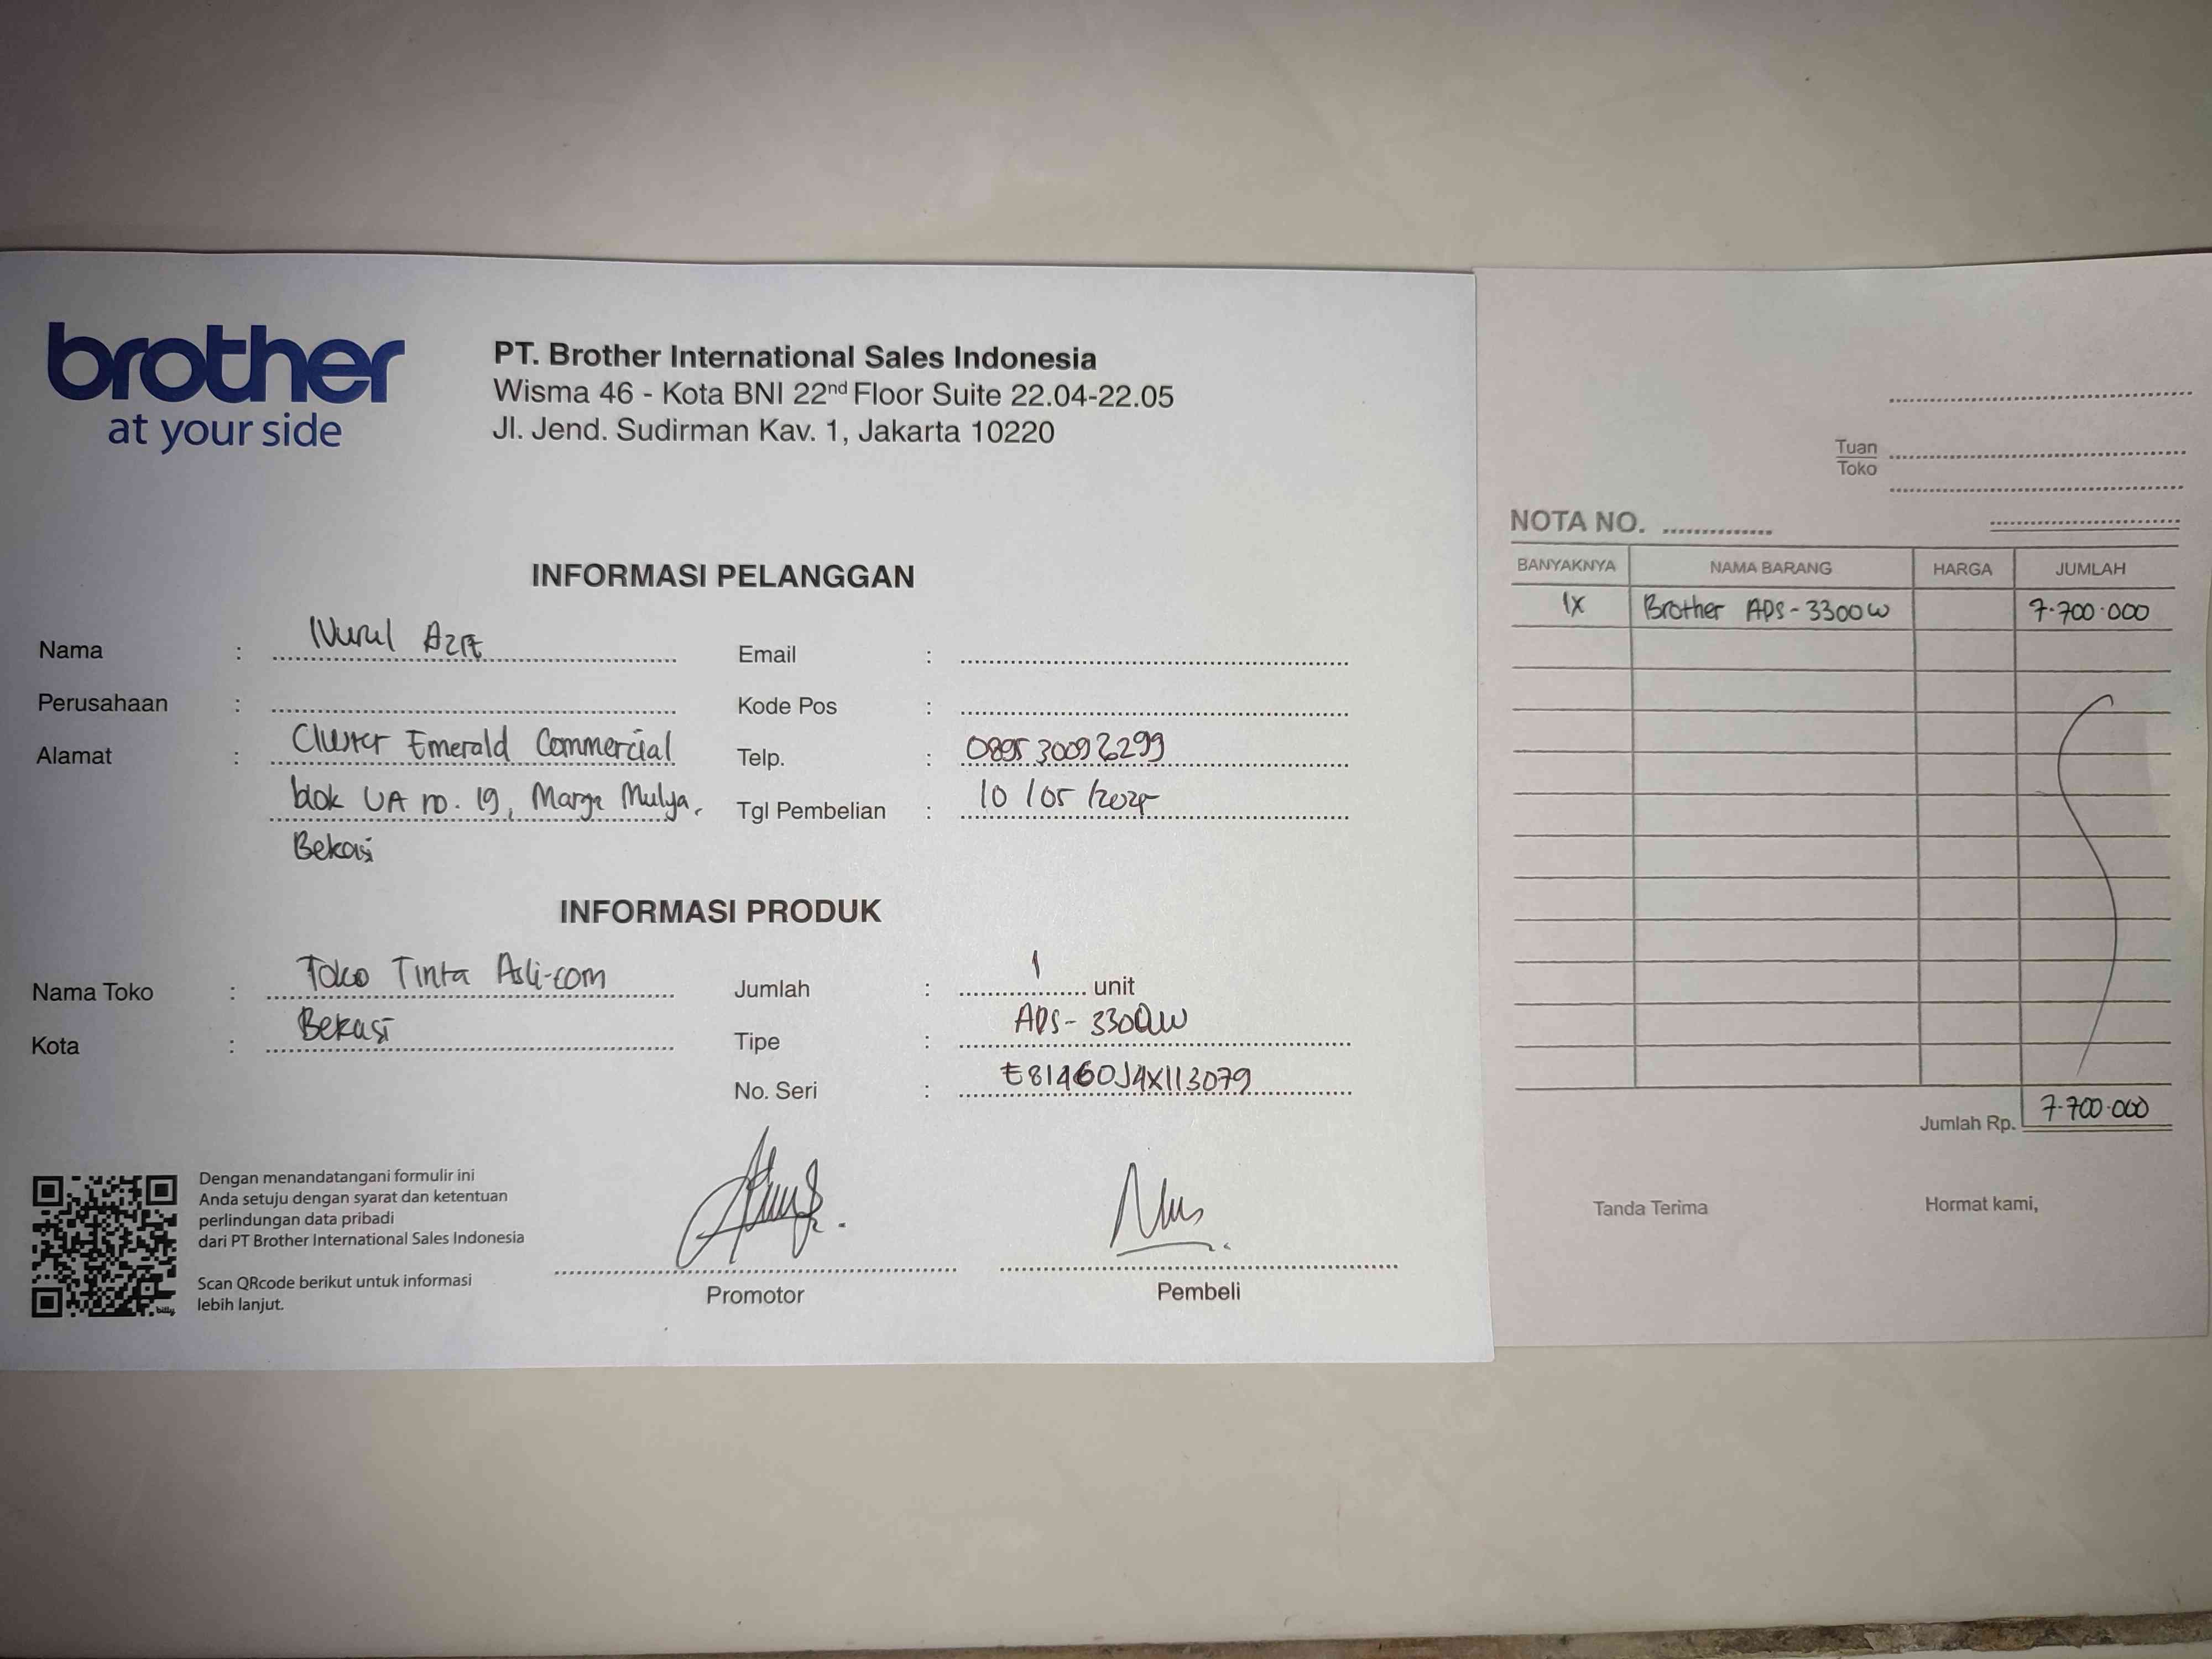 brother
at your side
PT. Brother International Sales Indonesia
Wisma 46 - Kota BNI 22nd Floor Suite 22.04-22.05
Jl. Jend. Sudirman Kav. 1, Jakarta 10220
INFORMASI PELANGGAN
Nama : Nurul
Perusahaan :
Alamat : Cluster Emerald Commercial
blok UA no. 19, Marga Mulya,
Bekasi
Email :
Kode Pos :
Telp. : 0895 30092299
Tgl Pembelian : 10/05/
INFORMASI PRODUK
Nama Toko : Toko Tinta Asli-com
Kota : Bekasi
Jumlah : 1 unit
Tipe : ADS-3300W
No. Seri : E81460J4X113079
Dengan menandatangani formulir ini
Anda setuju dengan syarat dan ketentuan
perlindungan data pribadi
dari PT Brother International Sales Indonesia
Scan QRcode berikut untuk informasi
lebih lanjut.
billy
Promotor
Pembeli
Tuan
Toko
NOTA NO.
BANYAKNYA NAMA BARANG HARGA JUMLAH
1x Brother ADS-3300W 7.700.000
Jumlah Rp. 7.700.000
Tanda Terima Hormat kami,